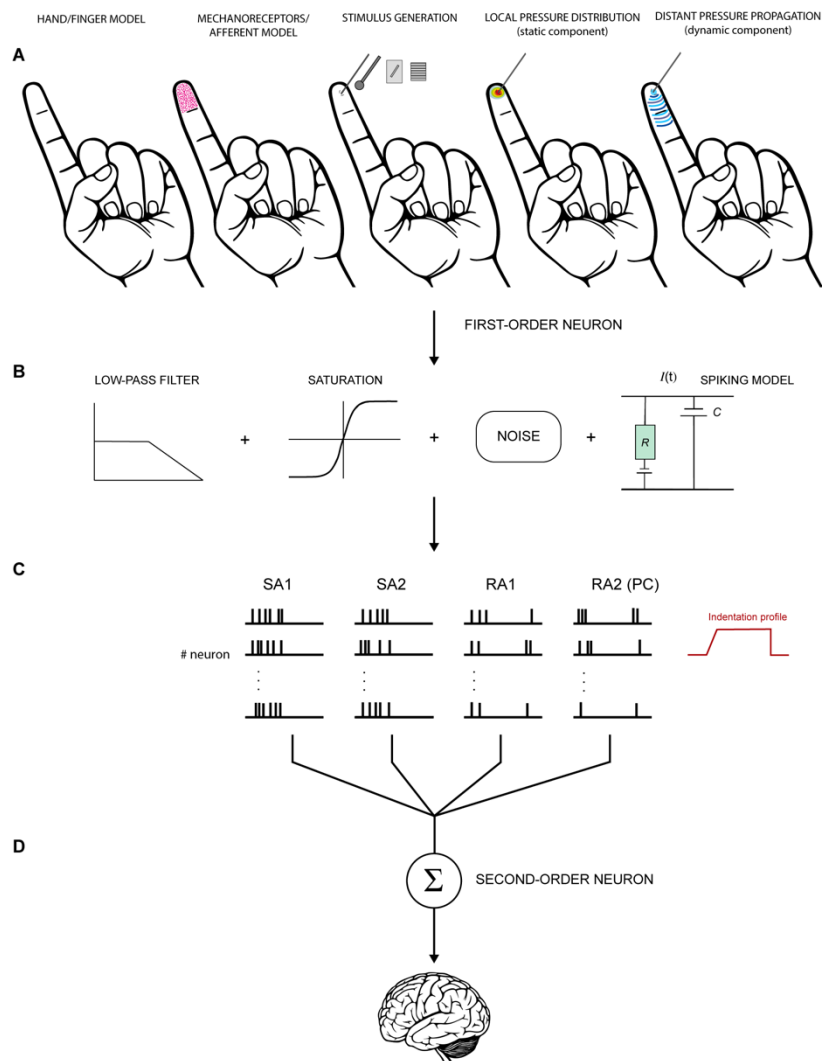 HAND/FINGER MODEL
MECHANORECEPTORS/
AFFERENT MODEL
STIMULUS GENERATION
LOCAL PRESSURE DISTRIBUTION
(static component)
DISTANT PRESSURE PROPAGATION
(dynamic component)
A
FIRST-ORDER NEURON
B
LOW-PASS FILTER
SATURATION
I(t)
SPIKING MODEL
+
+
NOISE
+
R
C
C
SA1
SA2
RA1
RA2 (PC)
Indentation profile
# neuron
D
Σ
SECOND-ORDER NEURON